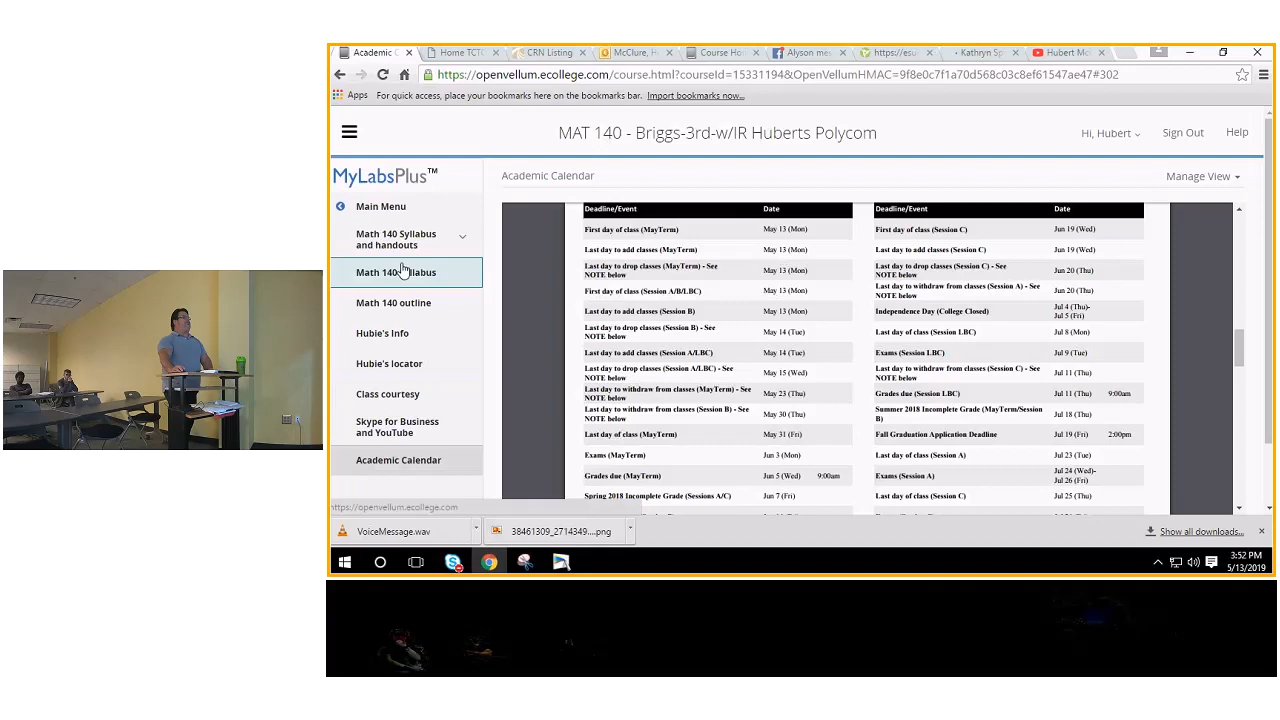 Academic C
Home TCTC
CRN Listing
McClure, H
Course Ho
Alyson me
https://esu
Kathryn Sp
Hubert Mc
https://openvellum.ecollege.com/course.html?courseId=15331194&OpenVellumHMAC=9f8e0c7f1a70d568c03c8ef61547ae47#302
Apps For quick access, place your bookmarks here on the bookmarks bar. Import bookmarks now...
MAT 140 - Briggs-3rd-w/IR Huberts Polycom
Hi, Hubert
Sign Out
Help
MyLabsPlus™
Academic Calendar
Manage View
Main Menu
Math 140 Syllabus
and handouts
Math 140 Syllabus
Math 140 outline
Hubie's Info
Hubie's locator
Class courtesy
Skype for Business
and YouTube
Academic Calendar
Deadline/Event Date
First day of class (MayTerm) May 13 (Mon)
Last day to add classes (MayTerm) May 13 (Mon)
Last day to drop classes (MayTerm) - See
NOTE below May 13 (Mon)
First day of class (Session A/B/LBC) May 13 (Mon)
Last day to add classes (Session B) May 13 (Mon)
Last day to drop classes (Session B) - See
NOTE below May 14 (Tue)
Last day to add classes (Session A/LBC) May 14 (Tue)
Last day to drop classes (Session A/LBC) - See
NOTE below May 15 (Wed)
Last day to withdraw from classes (MayTerm) - See
NOTE below May 23 (Thu)
Last day to withdraw from classes (Session B) - See
NOTE below May 30 (Thu)
Last day of class (MayTerm) May 31 (Fri)
Exams (MayTerm) Jun 3 (Mon)
Grades due (MayTerm) Jun 5 (Wed) 9:00am
Spring 2018 Incomplete Grade (Sessions A/C) Jun 7 (Fri)
Deadline/Event Date
First day of class (Session C) Jun 19 (Wed)
Last day to add classes (Session C) Jun 19 (Wed)
Last day to drop classes (Session C) - See
NOTE below Jun 20 (Thu)
Last day to withdraw from classes (Session A) - See
NOTE below Jun 20 (Thu)
Independence Day (College Closed) Jul 4 (Thu)-
Jul 5 (Fri)
Last day of class (Session LBC) Jul 8 (Mon)
Exams (Session LBC) Jul 9 (Tue)
Last day to withdraw from classes (Session C) - See
NOTE below Jul 11 (Thu)
Grades due (Session LBC) Jul 11 (Thu) 9:00am
Summer 2018 Incomplete Grade (MayTerm/Session
B) Jul 18 (Thu)
Fall Graduation Application Deadline Jul 19 (Fri) 2:00pm
Last day of class (Session A) Jul 23 (Tue)
Exams (Session A) Jul 24 (Wed)-
Jul 26 (Fri)
Last day of class (Session C) Jul 25 (Thu)
https://openvellum.ecollege.com
VoiceMessage.wav
38461309_2714349....png
Show all downloads...
3:52 PM
5/13/2019